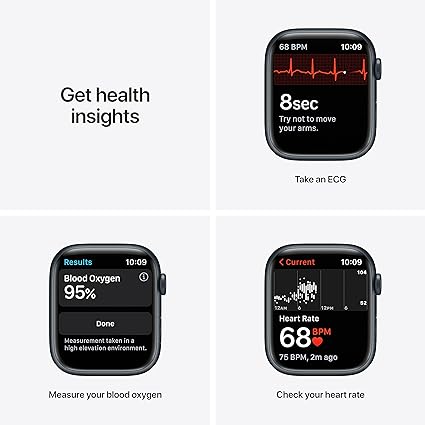 Get health
insights
68 BPM 10:09
8sec
Try not to move
your arms.
Take an ECG
Results 10:09
Blood Oxygen
95%
Done
Measurement taken in a
high elevation environment.
Measure your blood oxygen
< Current 10:09
104
52
12AM 6 12PM 6
Heart Rate
68 BPM
75 BPM, 2m ago
Check your heart rate